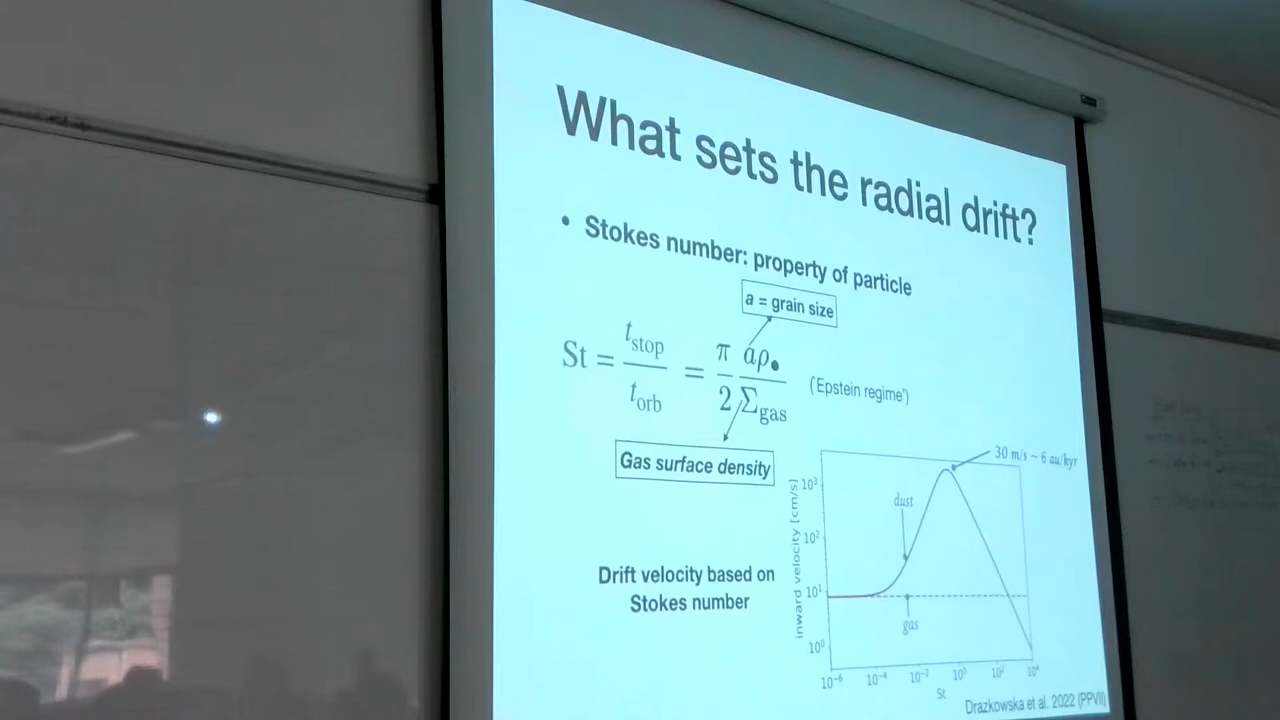 What sets the radial drift?
• Stokes number: property of particle
a = grain size
St = t_stop / t_orb = π/2 aρ• / Σ_gas ('Epstein regime')
Gas surface density
Drift velocity based on
Stokes number
30 m/s ~ 6 au/kyr
dust
gas
inward velocity [cm/s]
10³
10²
10¹
10⁰
10⁻⁶ 10⁻⁴ 10⁻² 10⁰ 10² 10⁴
St
Drazkowska et al. 2022 (PPVII)